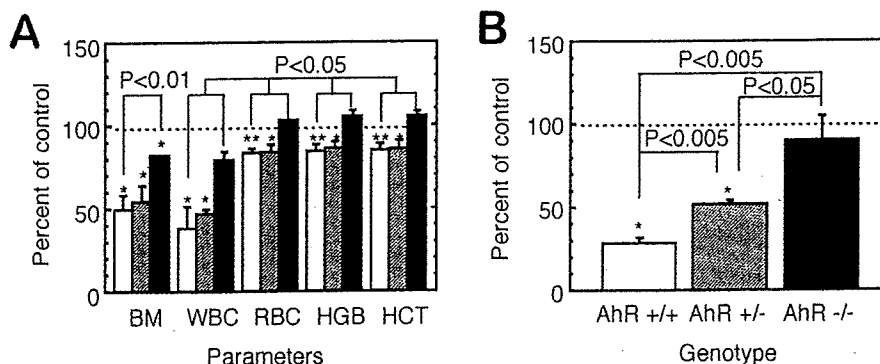 A
150
100
50
0
Percent of control
P<0.01
P<0.05
* * *
* *
** *
** *
** *
BM WBC RBC HGB HCT
Parameters
B
150
100
50
0
Percent of control
P<0.005
P<0.05
P<0.005
*
*
AhR +/+ AhR +/- AhR -/-
Genotype